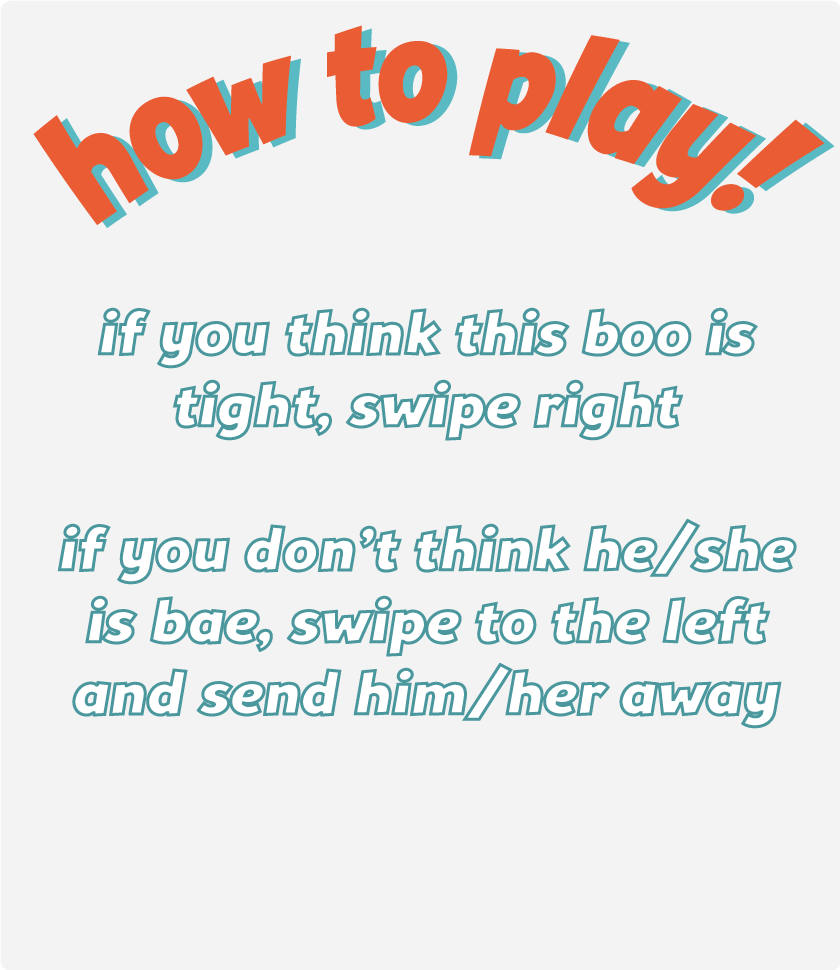 how to play!
if you think this boo is
tight, swipe right
if you don’t think he/she
is bae, swipe to the left
and send him/her away